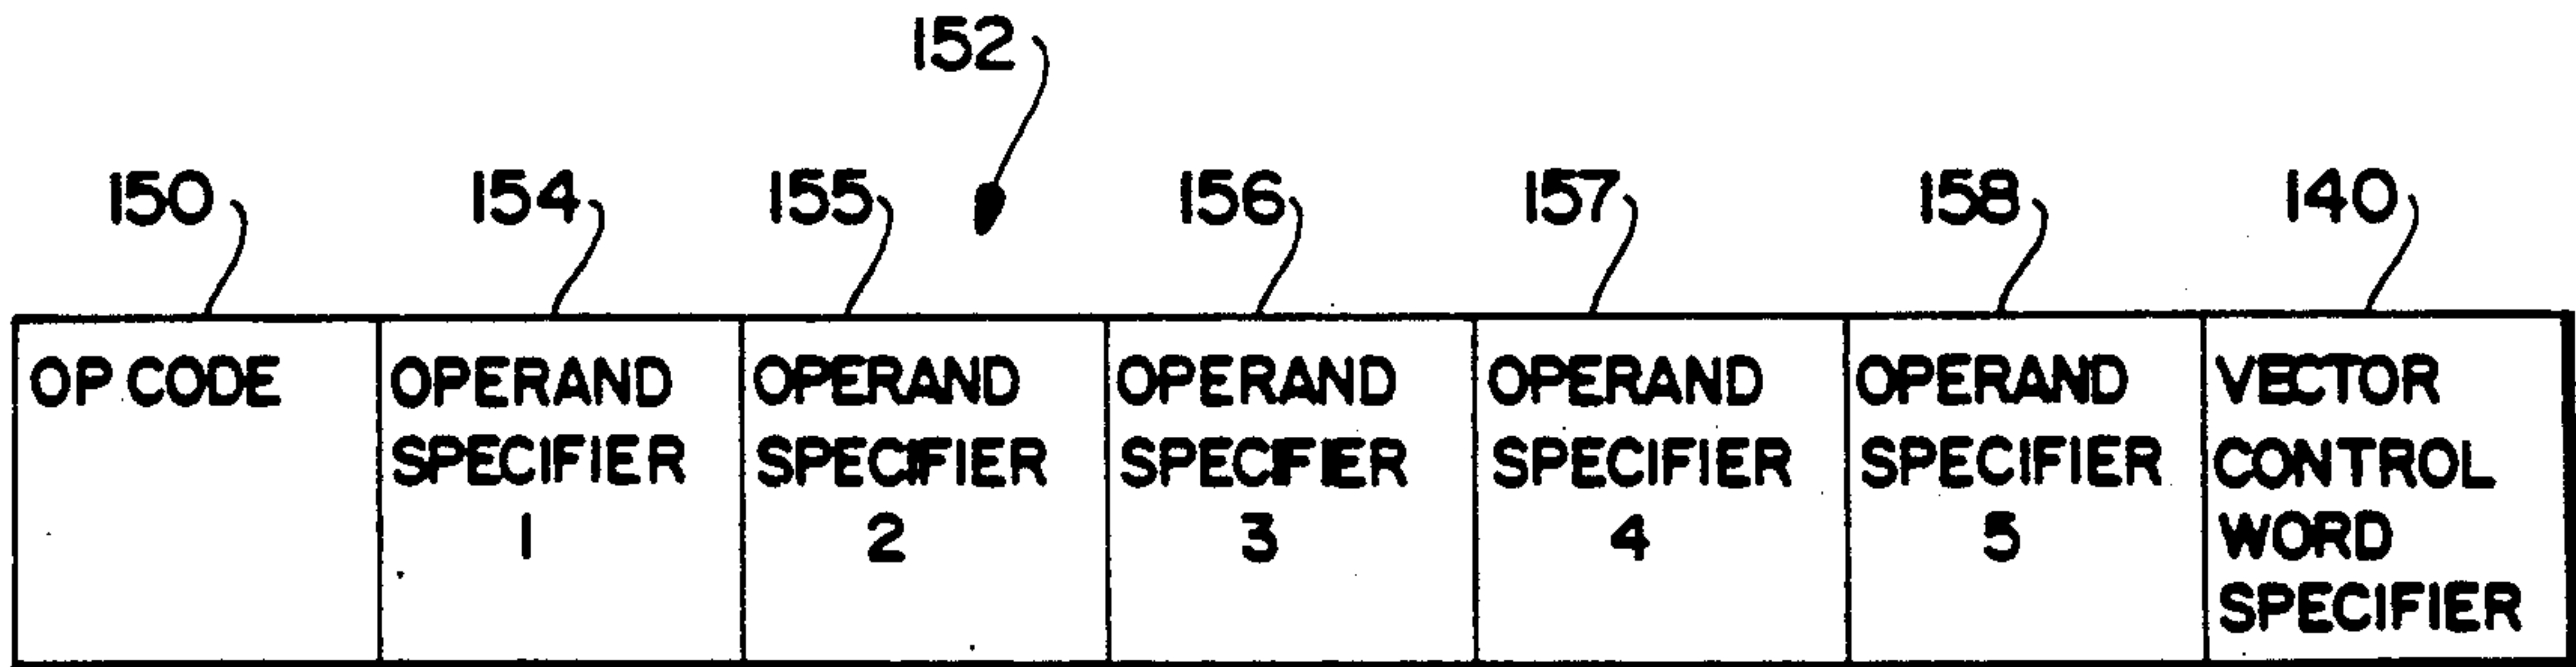 152
150 154 155 156 157 158 140
OP CODE
OPERAND
SPECIFIER
1
OPERAND
SPECIFIER
2
OPERAND
SPECIFIER
3
OPERAND
SPECIFIER
4
OPERAND
SPECIFIER
5
VECTOR
CONTROL
WORD
SPECIFIER